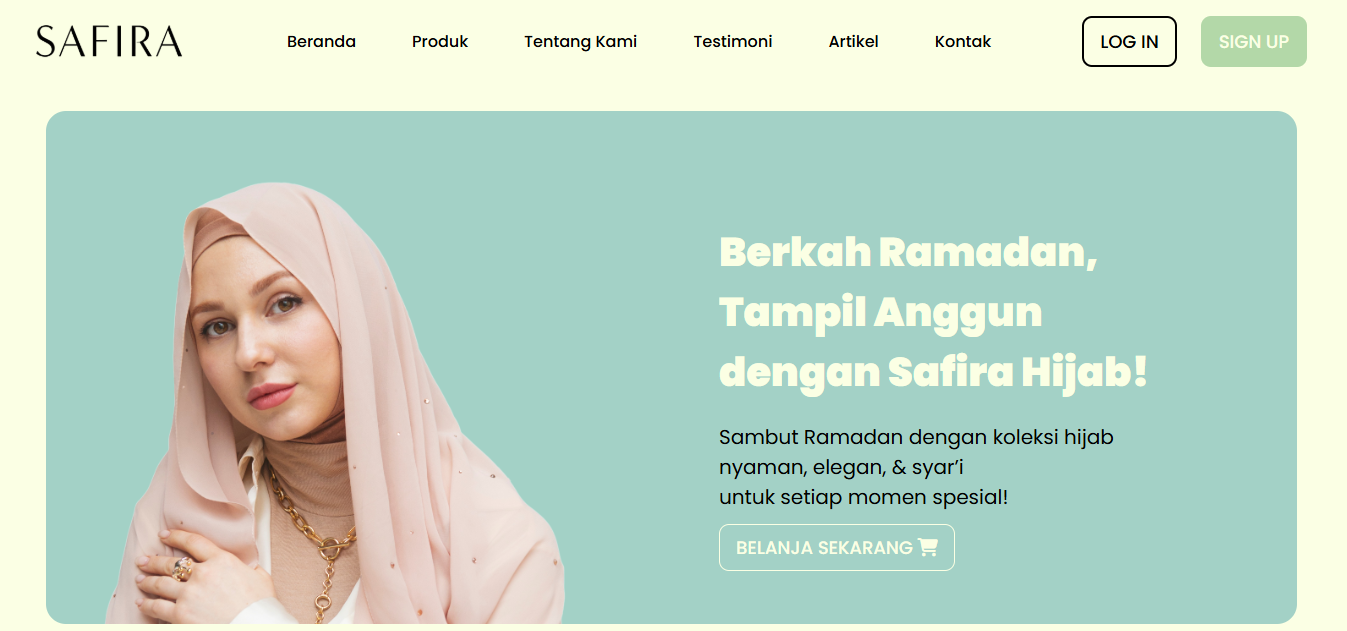 SAFIRA
Beranda
Produk
Tentang Kami
Testimoni
Artikel
Kontak
LOG IN
SIGN UP
Berkah Ramadan,
Tampil Anggun
dengan Safira Hijab!
Sambut Ramadan dengan koleksi hijab
nyaman, elegan, & syar’i
untuk setiap momen spesial!
BELANJA SEKARANG